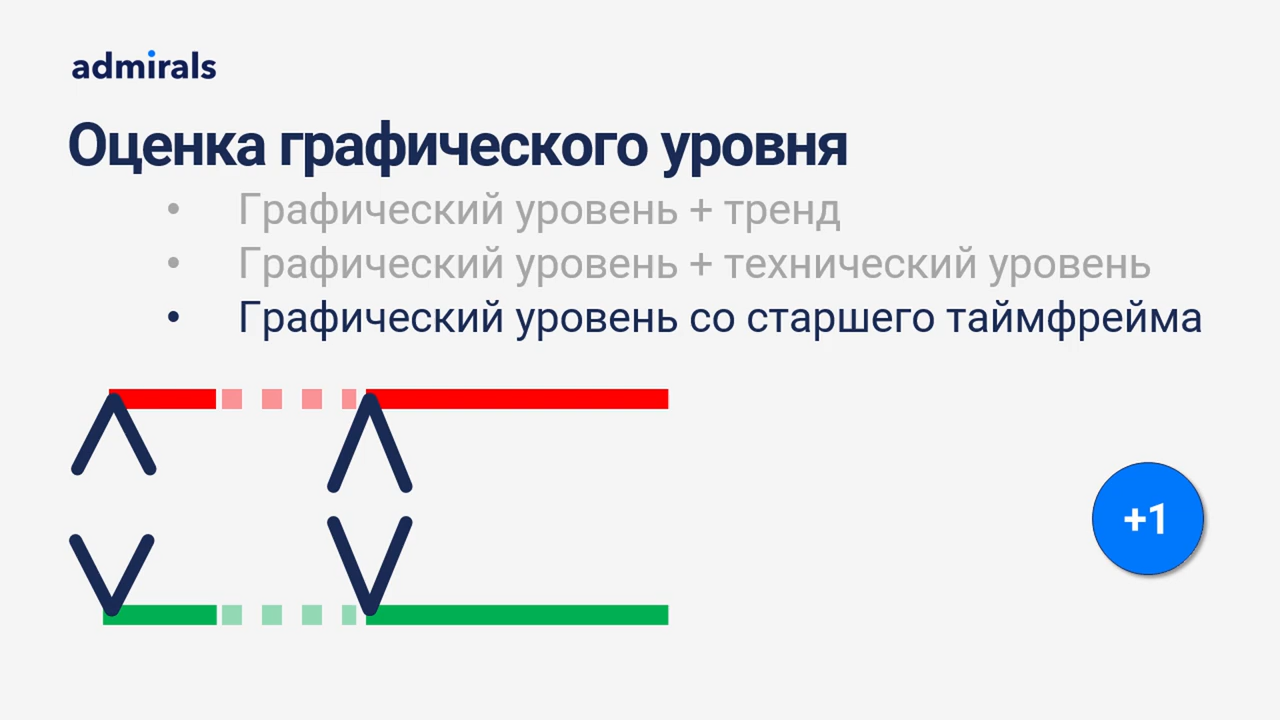 admirals
Оценка графического уровня
• Графический уровень + тренд
• Графический уровень + технический уровень
• Графический уровень со старшего таймфрейма
+1